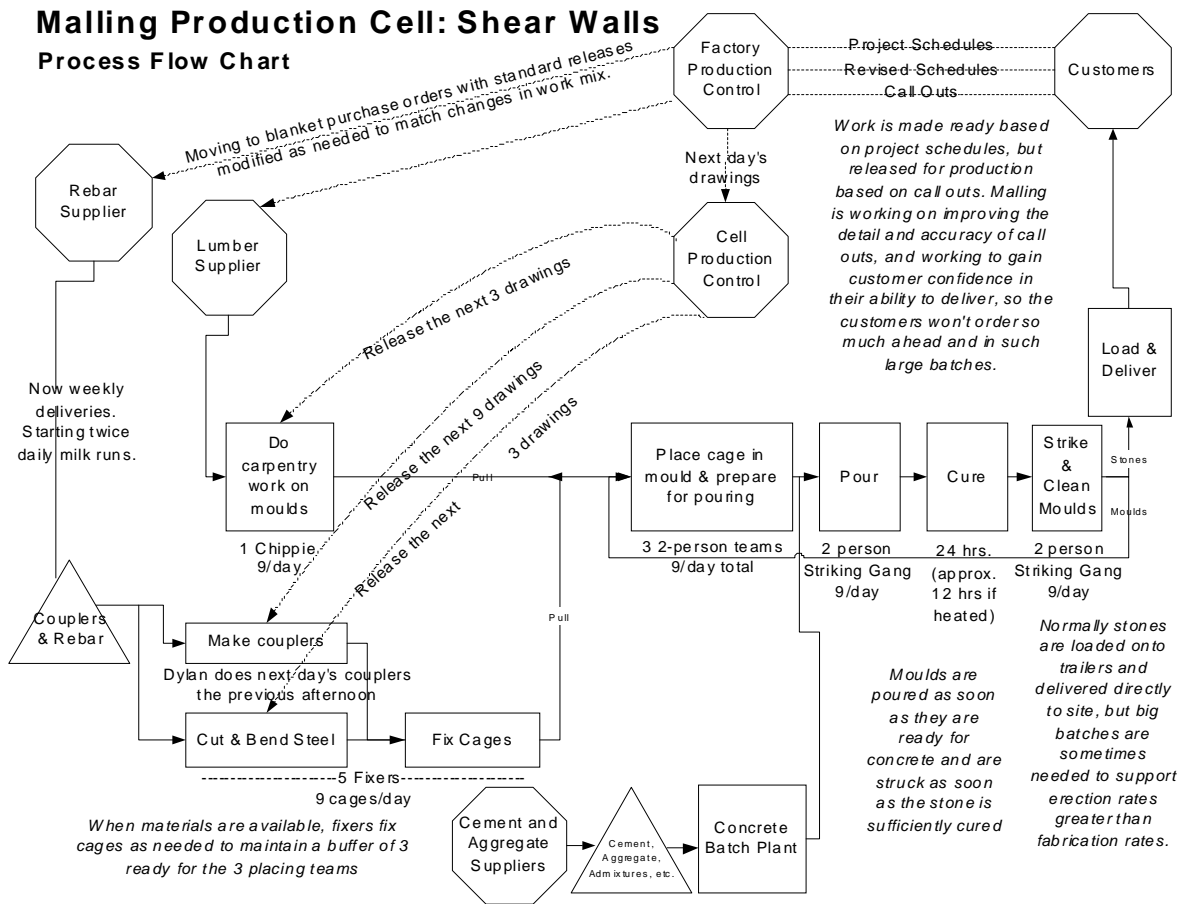 Malling Production Cell: Shear Walls
Process Flow Chart
Factory
Production
Control
Project Schedules
Revised Schedules
Call Outs
Customers
Moving to blanket purchase orders with standard releases
modified as needed to match changes in work mix.
Next day's
drawings
Work is made ready based
on project schedules, but
released for production
based on call outs. Malling
is working on improving the
detail and accuracy of call
outs, and working to gain
customer confidence in
their ability to deliver, so the
customers won't order so
much ahead and in such
large batches.
Rebar
Supplier
Lumber
Supplier
Cell
Production
Control
Release the next 3 drawings
Release the next 9 drawings
Release the next
3 drawings
Load &
Deliver
Now weekly
deliveries.
Starting twice
daily milk runs.
Do
carpentry
work on
moulds
Pull
Place cage in
mould & prepare
for pouring
Pour
Cure
Strike
&
Clean
Moulds
Stones
Moulds
1 Chippie
9/day
3 2-person teams
9/day total
2 person
Striking Gang
9/day
24 hrs.
(approx.
12 hrs if
heated)
2 person
Striking Gang
9/day
Couplers
& Rebar
Make couplers
Dylan does next day's couplers
the previous afternoon
Pull
Cut & Bend Steel
Fix Cages
5 Fixers
9 cages/day
When materials are available, fixers fix
cages as needed to maintain a buffer of 3
ready for the 3 placing teams
Cement and
Aggregate
Suppliers
Cement,
Aggregate,
Admixtures, etc.
Concrete
Batch Plant
Moulds are
poured as soon
as they are
ready for
concrete and are
struck as soon
as the stone is
sufficiently cured
Normally stones
are loaded onto
trailers and
delivered directly
to site, but big
batches are
sometimes
needed to support
erection rates
greater than
fabrication rates.